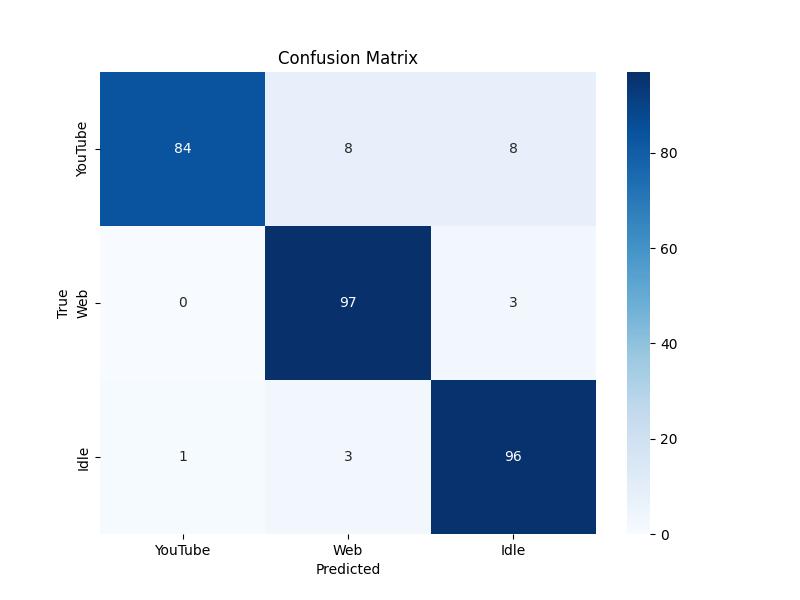 Confusion Matrix
YouTube
84 8 8
80
True
Web
0 97 3
60
40
Idle
1 3 96
20
0
YouTube Web Idle
Predicted